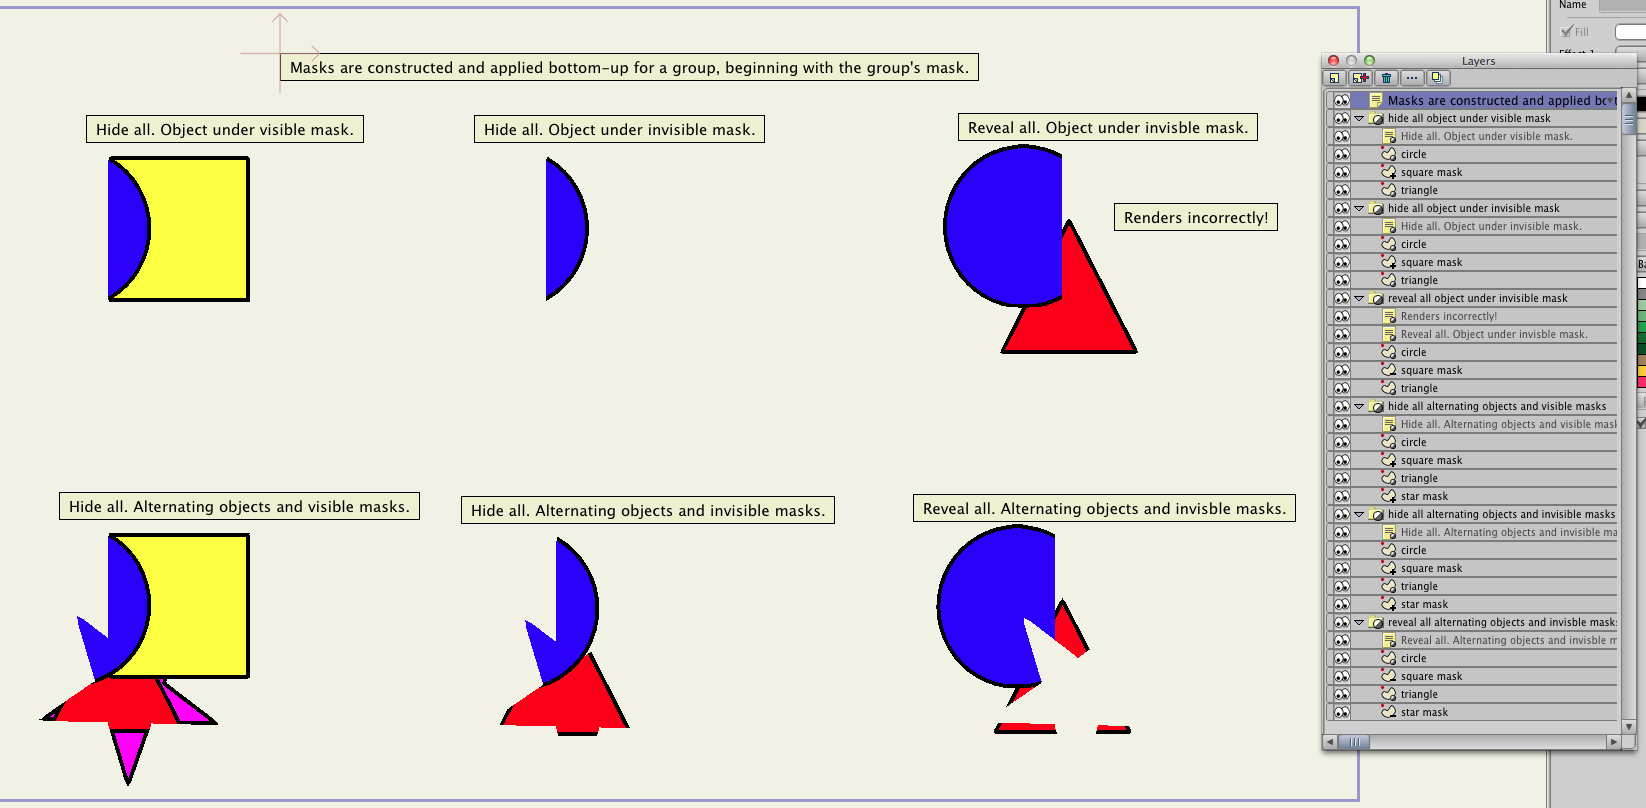 Name
Fill
Masks are constructed and applied bottom-up for a group, beginning with the group's mask.
Hide all. Object under visible mask.
Hide all. Object under invisible mask.
Reveal all. Object under invisble mask.
Renders incorrectly!
Hide all. Alternating objects and visible masks.
Hide all. Alternating objects and invisible masks.
Reveal all. Alternating objects and invisble masks.
Layers
Masks are constructed and applied bott
hide all object under visible mask
Hide all. Object under visible mask.
circle
square mask
triangle
hide all object under invisible mask
Hide all. Object under invisible mask.
circle
square mask
triangle
reveal all object under invisible mask
Renders incorrectly!
Reveal all. Object under invisble mask.
circle
square mask
triangle
hide all alternating objects and visible masks
Hide all. Alternating objects and visible mas
circle
square mask
triangle
star mask
hide all alternating objects and invisible masks
Hide all. Alternating objects and invisible ma
circle
square mask
triangle
star mask
reveal all alternating objects and invisble mask
Reveal all. Alternating objects and invisble m
circle
square mask
triangle
star mask